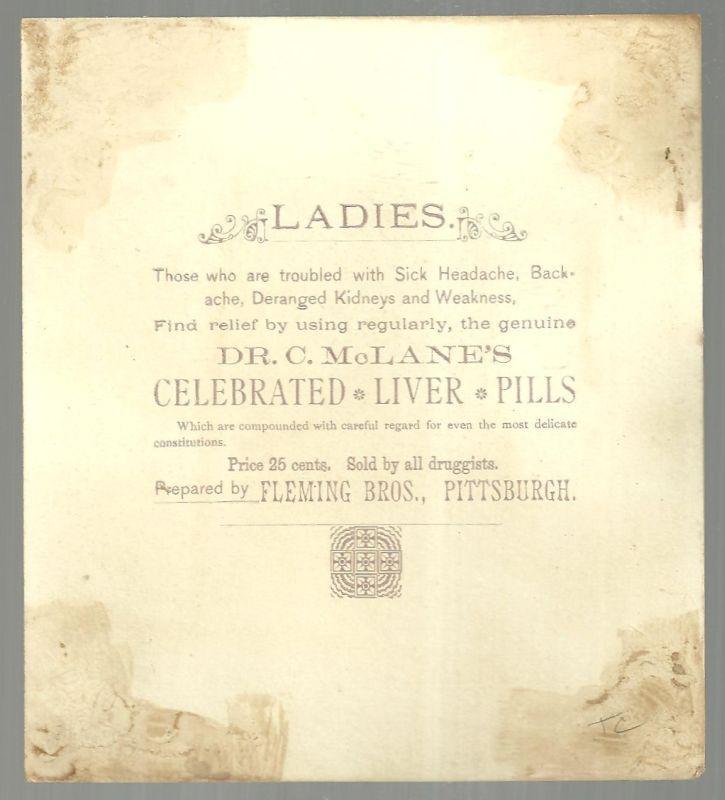 LADIES.
Those who are troubled with Sick Headache, Back-
ache, Deranged Kidneys and Weakness,
Find relief by using regularly, the genuine
DR. C. McLANE'S
CELEBRATED * LIVER * PILLS
Which are compounded with careful regard for even the most delicate
constitutions.
Price 25 cents. Sold by all druggists.
Prepared by FLEMING BROS., PITTSBURGH.
TC